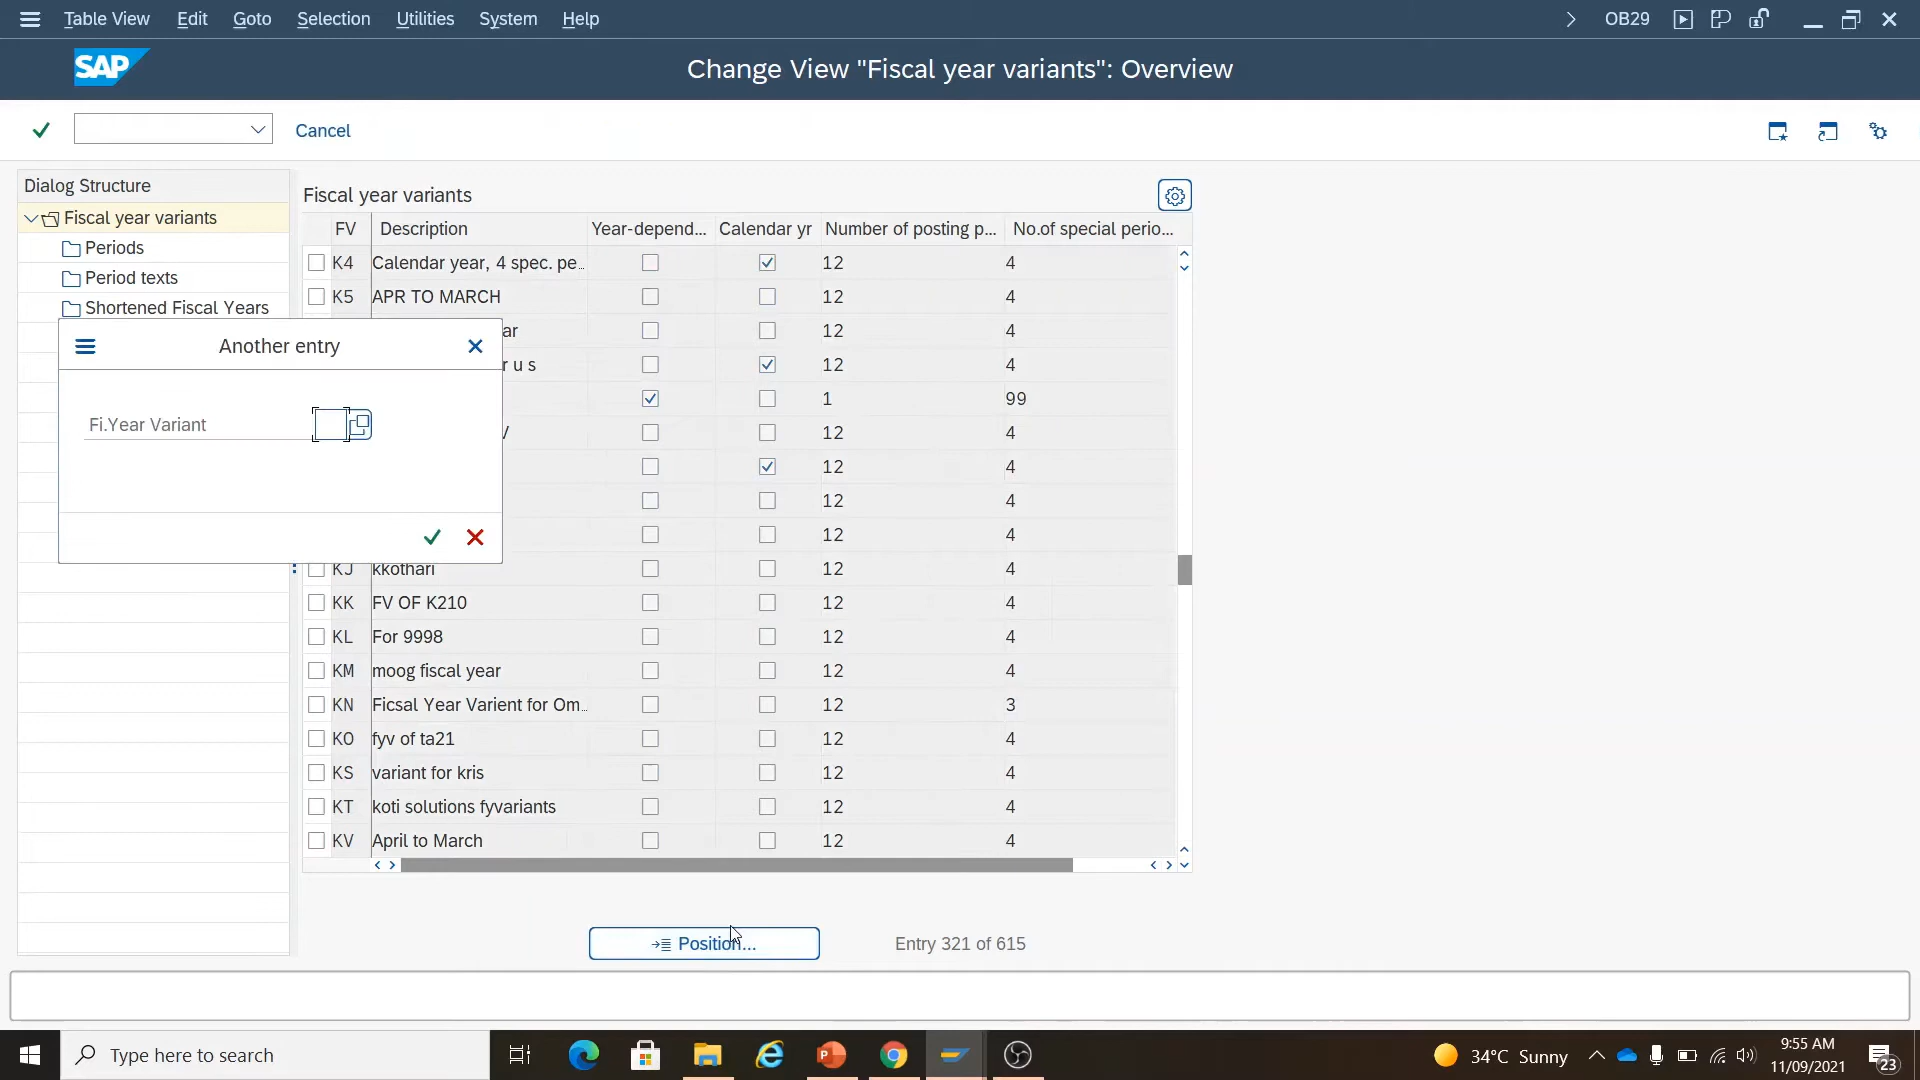 Table View Edit Goto Selection Utilities System Help OB29
SAP Change View "Fiscal year variants": Overview
Cancel
Dialog Structure
Fiscal year variants
Periods
Period texts
Shortened Fiscal Years
Fiscal year variants
FV Description Year-depend... Calendar yr Number of posting p... No.of special perio...
K4 Calendar year, 4 spec. pe... 12 4
K5 APR TO MARCH 12 4
ar 12 4
r u s 12 4
1 99
12 4
12 4
12 4
12 4
KJ kkothari 12 4
KK FV OF K210 12 4
KL For 9998 12 4
KM moog fiscal year 12 4
KN Ficsal Year Varient for Om... 12 3
KO fyv of ta21 12 4
KS variant for kris 12 4
KT koti solutions fyvariants 12 4
KV April to March 12 4
Another entry
Fi.Year Variant
Position... Entry 321 of 615
Type here to search
34°C Sunny
9:55 AM
11/09/2021
23